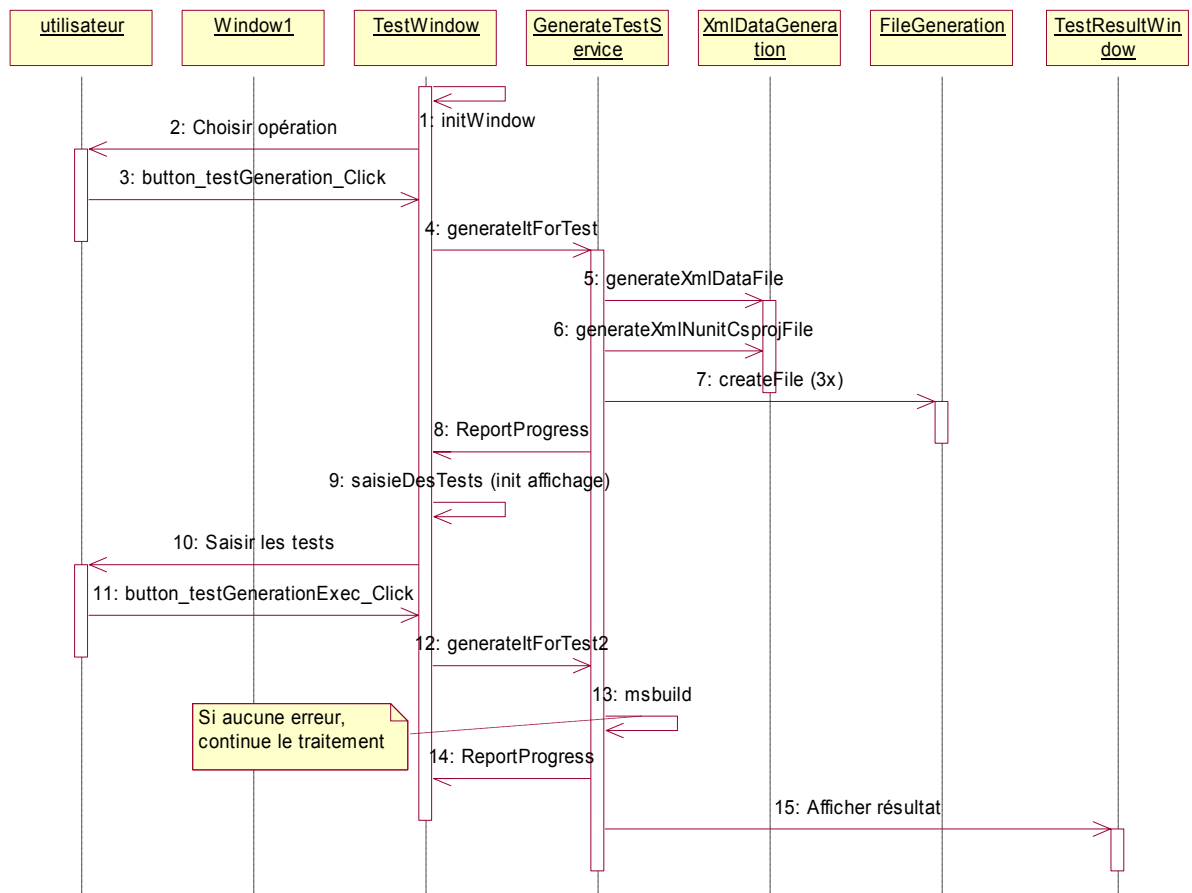 utilisateur
Window1
TestWindow
GenerateTestS
ervice
XmlDataGenera
tion
FileGeneration
TestResultWin
dow
1: initWindow
2: Choisir opération
3: button_testGeneration_Click
4: generateItForTest
5: generateXmlDataFile
6: generateXmlNunitCsprojFile
7: createFile (3x)
8: ReportProgress
9: saisieDesTests (init affichage)
10: Saisir les tests
11: button_testGenerationExec_Click
12: generateItForTest2
13: msbuild
Si aucune erreur,
continue le traitement
14: ReportProgress
15: Afficher résultat